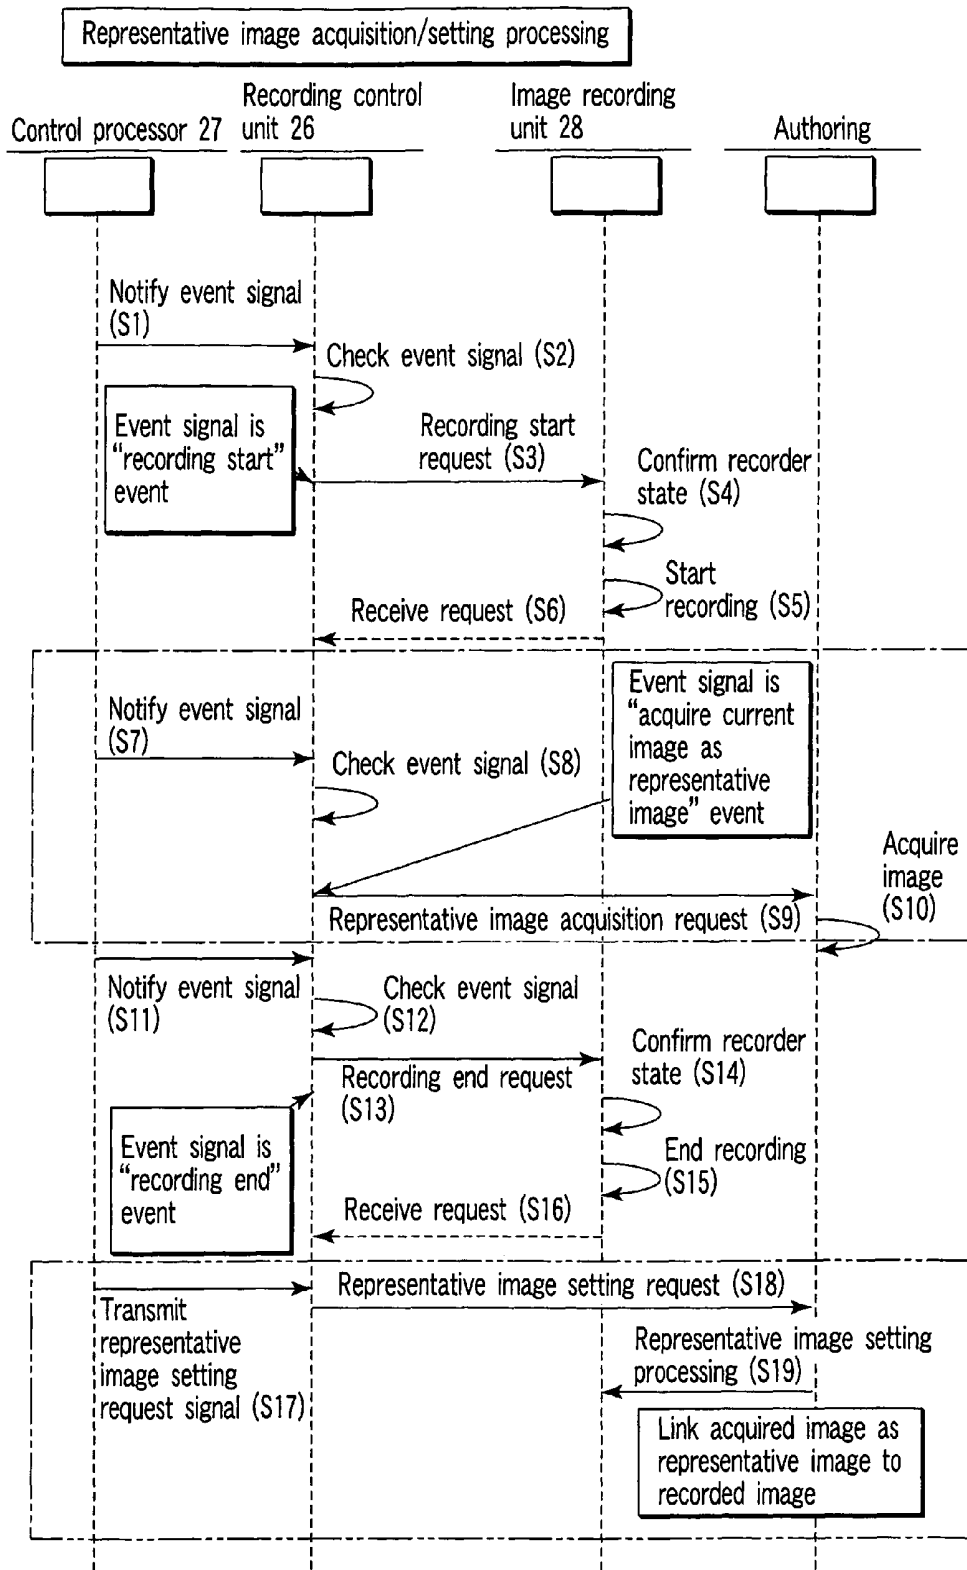 Representative image acquisition/setting processing
Control processor 27
Recording control
unit 26
Image recording
unit 28
Authoring
Notify event signal
(S1)
Check event signal (S2)
Event signal is
“recording start”
event
Recording start
request (S3)
Confirm recorder
state (S4)
Start
recording (S5)
Receive request (S6)
Event signal is
“acquire current
image as
representative
image” event
Notify event signal
(S7)
Check event signal (S8)
Acquire
image
(S10)
Representative image acquisition request (S9)
Notify event signal
(S11)
Check event signal
(S12)
Recording end request
(S13)
Confirm recorder
state (S14)
Event signal is
“recording end”
event
End recording
(S15)
Receive request (S16)
Representative image setting request (S18)
Transmit
representative
image setting
request signal (S17)
Representative image setting
processing (S19)
Link acquired image as
representative image to
recorded image